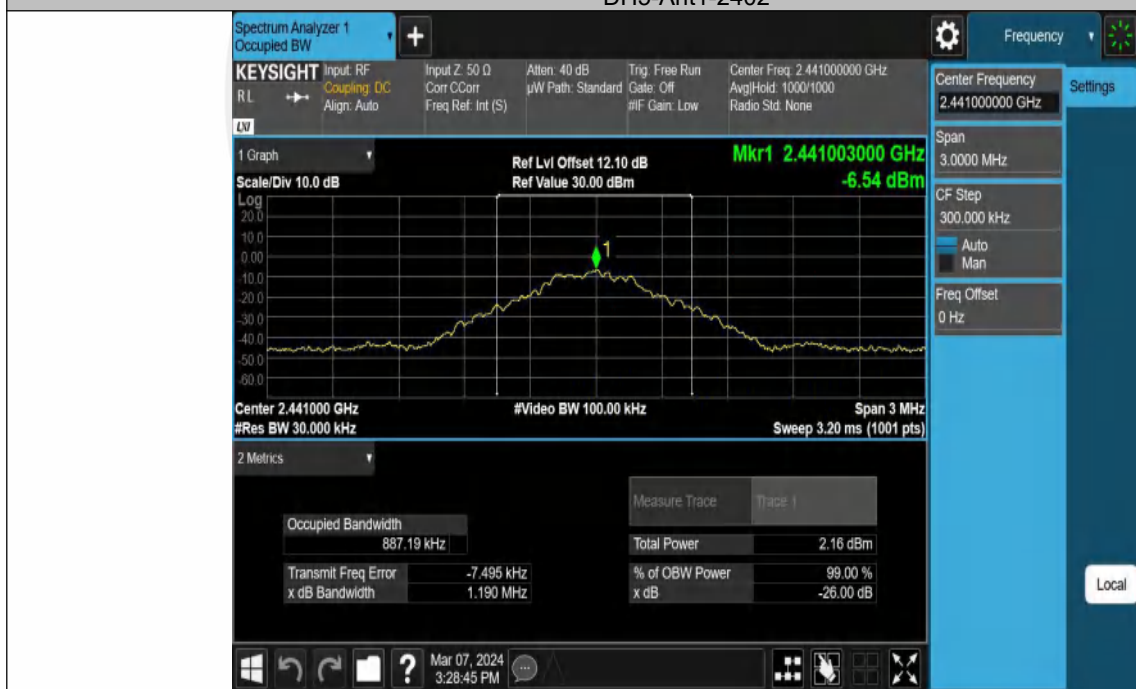 DH5-Ant1-2402
Spectrum Analyzer 1
Occupied BW
Frequency
KEYSIGHT
R L
LXI
Input: RF
Coupling: DC
Align: Auto
Input Z: 50 Ω
Corr CCorr
Freq Ref: Int (S)
Atten: 40 dB
µW Path: Standard
Trig: Free Run
Gate: Off
#IF Gain: Low
Center Freq: 2.441000000 GHz
Avg|Hold: 1000/1000
Radio Std: None
Center Frequency
2.441000000 GHz
Settings
Span
3.0000 MHz
CF Step
300.000 kHz
Auto
Man
Freq Offset
0 Hz
Local
1 Graph
Scale/Div 10.0 dB
Ref Lvl Offset 12.10 dB
Ref Value 30.00 dBm
Mkr1 2.441003000 GHz
-6.54 dBm
Log
20.0
10.0
0.00
-10.0
-20.0
-30.0
-40.0
-50.0
-60.0
1
Center 2.441000 GHz
#Video BW 100.00 kHz
Span 3 MHz
#Res BW 30.000 kHz
Sweep 3.20 ms (1001 pts)
2 Metrics
Measure Trace
Trace 1
Occupied Bandwidth
887.19 kHz
Total Power
2.16 dBm
Transmit Freq Error
-7.495 kHz
% of OBW Power
99.00 %
x dB Bandwidth
1.190 MHz
x dB
-26.00 dB
Mar 07, 2024
3:28:45 PM